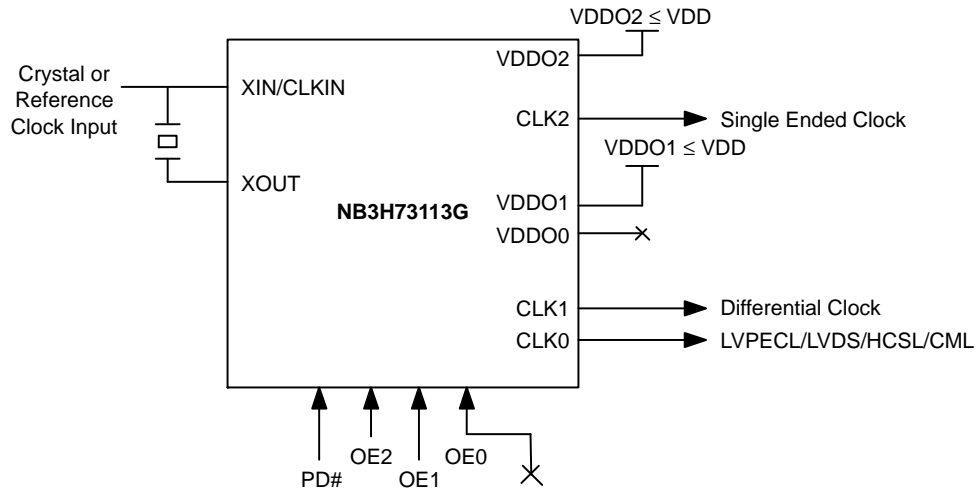 VDDO2 ≤ VDD
VDDO2
Crystal or
Reference
Clock Input
XIN/CLKIN
CLK2
Single Ended Clock
VDDO1 ≤ VDD
XOUT
NB3H73113G
VDDO1
VDDO0
CLK1
Differential Clock
CLK0
LVPECL/LVDS/HCSL/CML
PD#
OE2
OE1
OE0